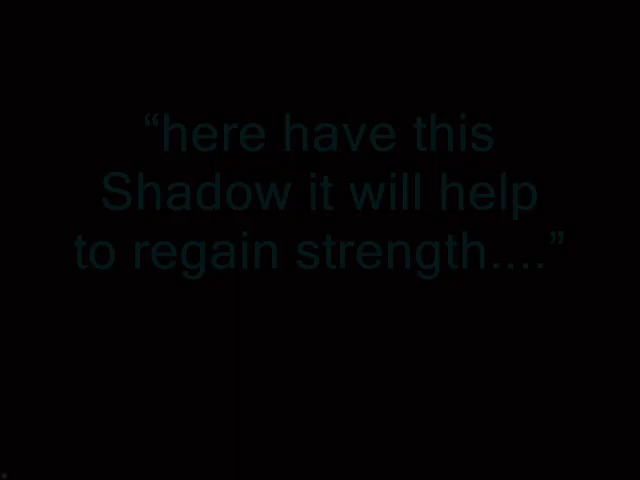 “here have this
Shadow it will help
to regain strength....”